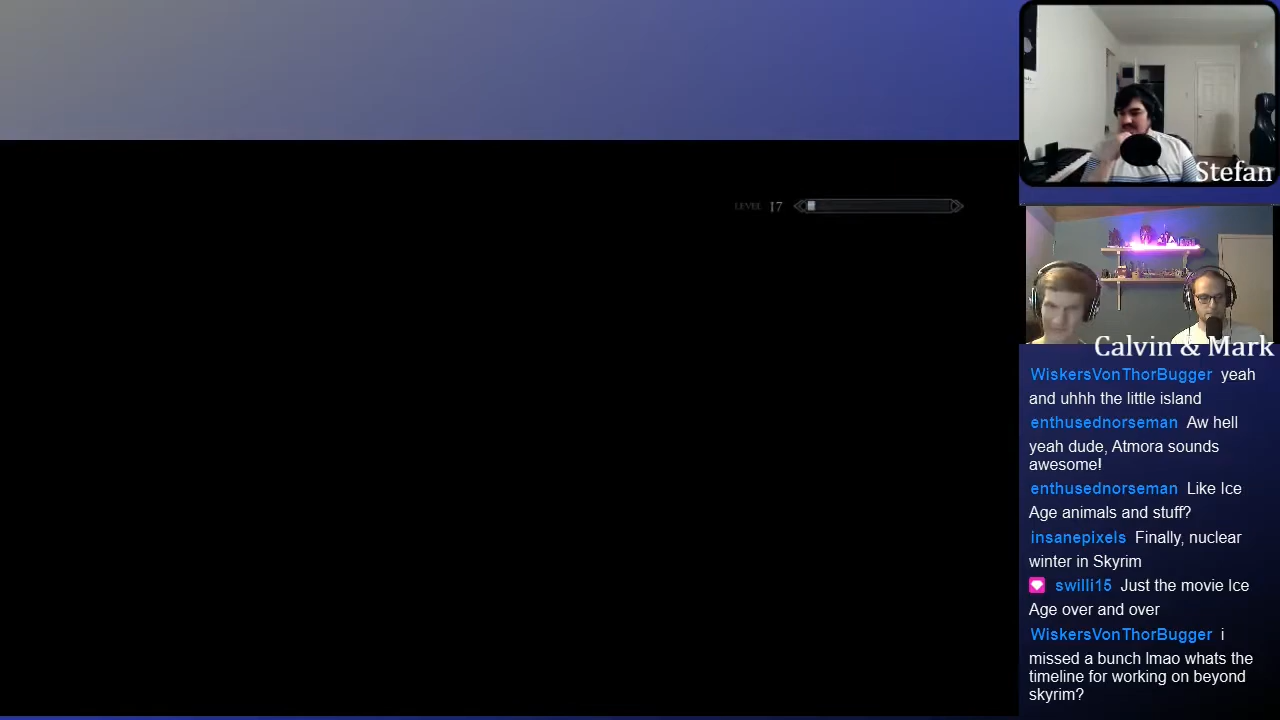 LEVEL 17
Stefan
Calvin & Mark
WiskersVonThorBugger yeah
and uhhh the little island
enthusednorseman Aw hell
yeah dude, Atmora sounds
awesome!
enthusednorseman Like Ice
Age animals and stuff?
insanepixels Finally, nuclear
winter in Skyrim
swilli15 Just the movie Ice
Age over and over
WiskersVonThorBugger i
missed a bunch lmao whats the
timeline for working on beyond
skyrim?